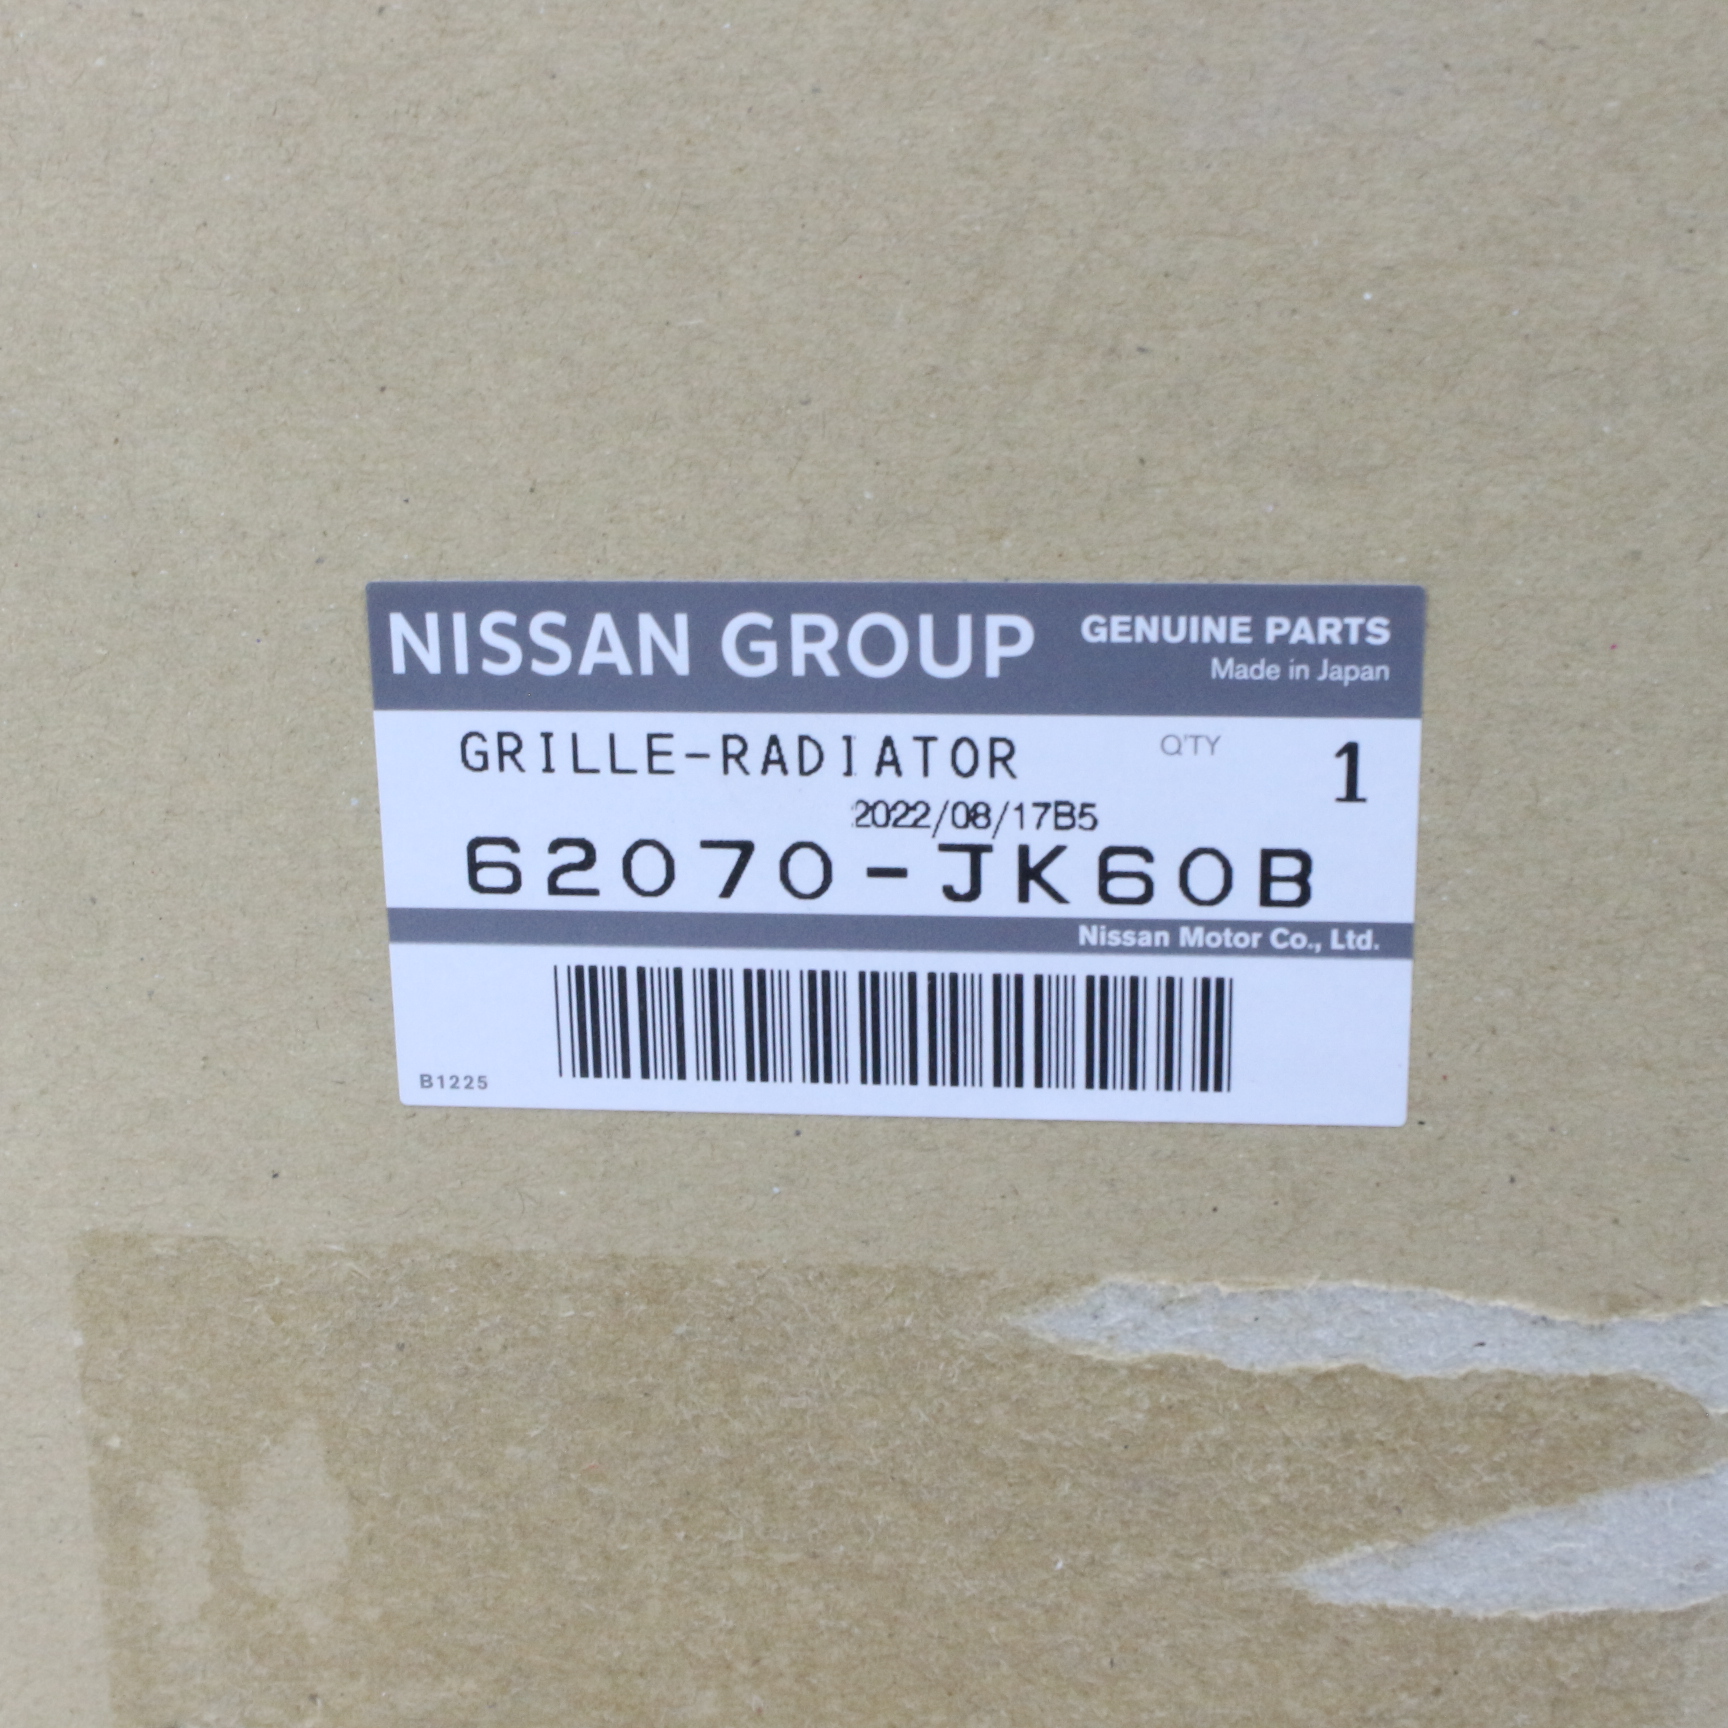 NISSAN GROUP GENUINE PARTS
Made in Japan
GRILLE-RADIATOR Q'TY 1
2022/08/17B5
62070-JK60B
Nissan Motor Co., Ltd.
B1225